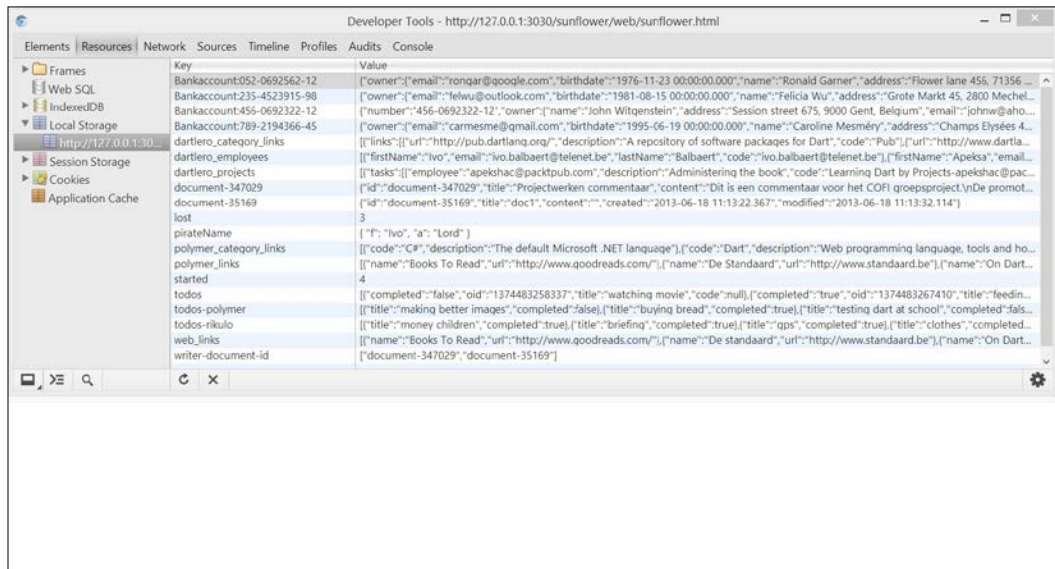 Developer Tools - http://127.0.0.1:3030/sunflower/web/sunflower.html
Elements Resources Network Sources Timeline Profiles Audits Console
Frames
Web SQL
IndexedDB
Local Storage
http://127.0.0.1:30...
Session Storage
Cookies
Application Cache
Key Value
Bankaccount:052-0692562-12 {"owner":{"email":"rongar@google.com","birthdate":"1976-11-23 00:00:00.000","name":"Ronald Garner","address":"Flower lane 456, 71356 ...
Bankaccount:235-4523915-98 {"owner":{"email":"felwu@outlook.com","birthdate":"1981-08-15 00:00:00.000","name":"Felicia Wu","address":"Grote Markt 45, 2800 Mechel...
Bankaccount:456-0692322-12 {"number":"456-0692322-12","owner":{"name":"John Witgenstein","address":"Session street 675, 9000 Gent, Belgium","email":"johnw@aho...
Bankaccount:789-2194366-45 {"owner":{"email":"carmesme@gmail.com","birthdate":"1995-06-19 00:00:00.000","name":"Caroline Mesméry","address":"Champs Elysées 4...
dartlero_category_links [{"links":[{"url":"http://pub.dartlang.org/","description":"A repository of software packages for Dart","code":"Pub"},{"url":"http://www.dartla...
dartlero_employees [{"firstName":"Ivo","email":"ivo.balbaert@telenet.be","lastName":"Balbaert","code":"ivo.balbaert@telenet.be"},{"firstName":"Apeksa","email...
dartlero_projects [{"tasks":[{"employee":"apekshac@packtpub.com","description":"Administering the book","code":"Learning Dart by Projects-apekshac@pac...
document-347029 {"id":"document-347029","title":"Projectwerken commentaar","content":"Dit is een commentaar voor het COFI groepsproject.\nDe promot...
document-35169 {"id":"document-35169","title":"doc1","content":"","created":"2013-06-18 11:13:22.367","modified":"2013-06-18 11:13:32.114"}
lost 3
pirateName { "f": "Ivo", "a": "Lord" }
polymer_category_links [{"code":"C#","description":"The default Microsoft .NET language"},{"code":"Dart","description":"Web programming language, tools and ho...
polymer_links [{"name":"Books To Read","url":"http://www.goodreads.com/"},{"name":"De Standaard","url":"http://www.standaard.be"},{"name":"On Dart...
started 4
todos [{"completed":"false","oid":"1374483258337","title":"watching movie","code":null},{"completed":"true","oid":"1374483267410","title":"feedin...
todos-polymer [{"title":"making better images","completed":false},{"title":"buying bread","completed":true},{"title":"testing dart at school","completed":fals...
todos-rikulo [{"title":"money children","completed":true},{"title":"briefing","completed":true},{"title":"gps","completed":true},{"title":"clothes","completed...
web_links [{"name":"Books To Read","url":"http://www.goodreads.com/"},{"name":"De standaard","url":"http://www.standaard.be"},{"name":"On Dart...
writer-document-id ["document-347029","document-35169"]